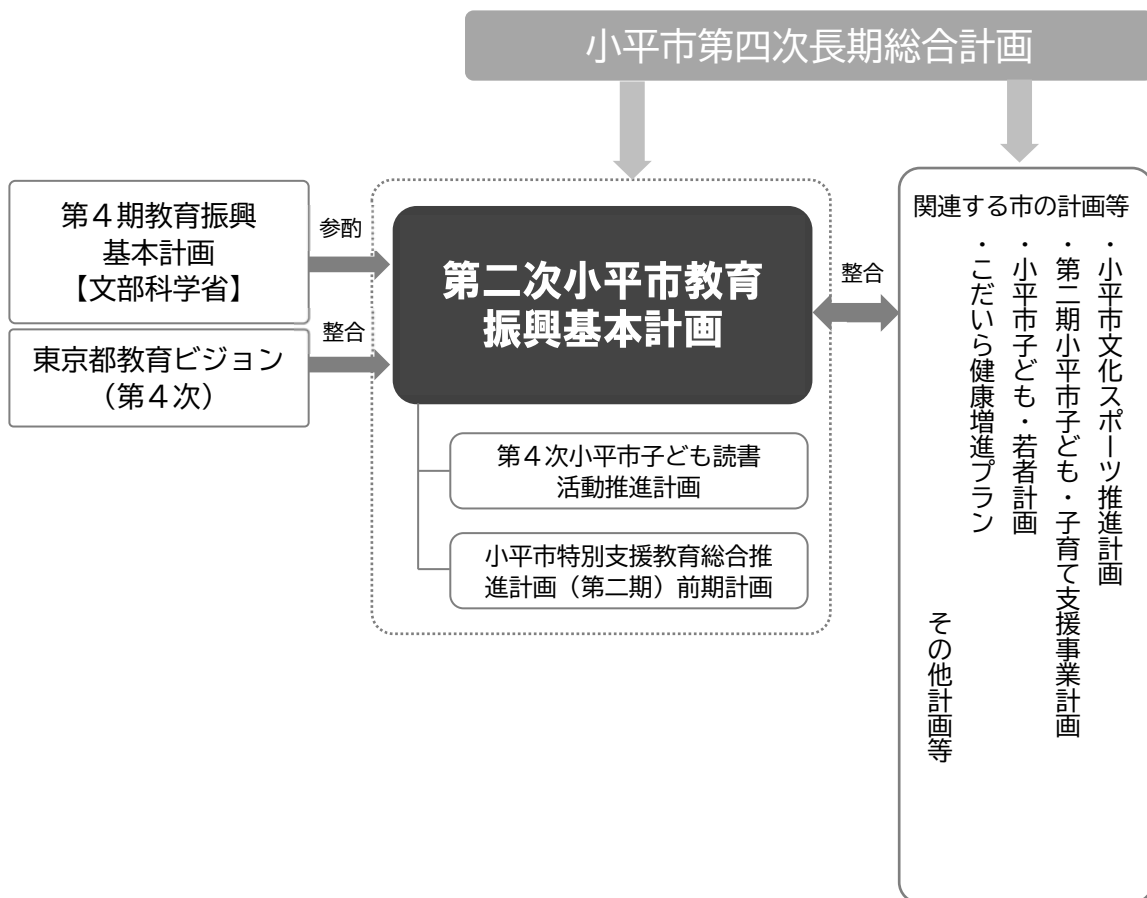 小平市第四次長期総合計画
第４期教育振興
基本計画
【文部科学省】
参酌
東京都教育ビジョン
（第４次）
整合
第二次小平市教育
振興基本計画
第４次小平市子ども読書
活動推進計画
小平市特別支援教育総合推
進計画（第二期）前期計画
整合
関連する市の計画等
・小平市文化スポーツ推進計画
・第二期小平市子ども・子育て支援事業計画
・小平市子ども・若者計画
・こだいら健康増進プラン
その他計画等